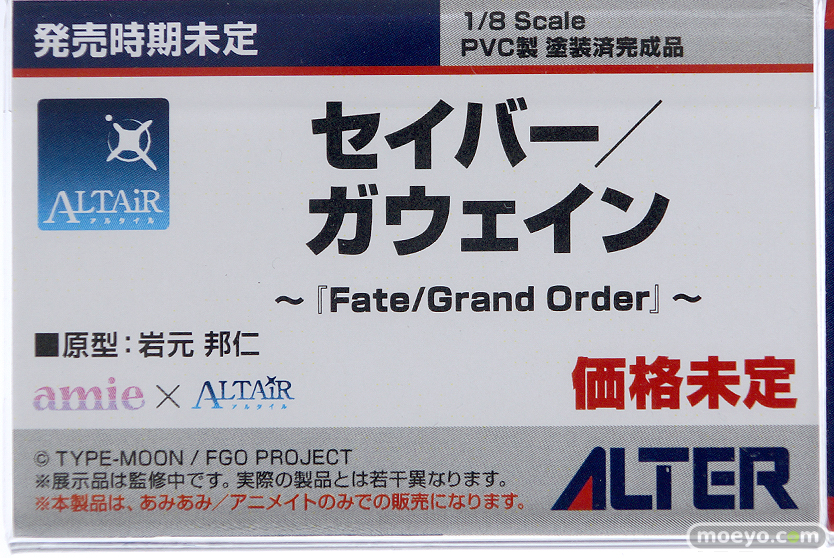 発売時期未定
1/8 Scale
PVC製 塗装済完成品
ALTAiR
アルタイル
セイバー／
ガウェイン
～『Fate/Grand Order』～
■原型：岩元 邦仁
amie × ALTAiR
アルタイル
価格未定
© TYPE-MOON / FGO PROJECT
※展示品は監修中です。実際の製品とは若干異なります。
※本製品は、あみあみ／アニメイトのみでの販売になります。
ALTER
moeyo.com